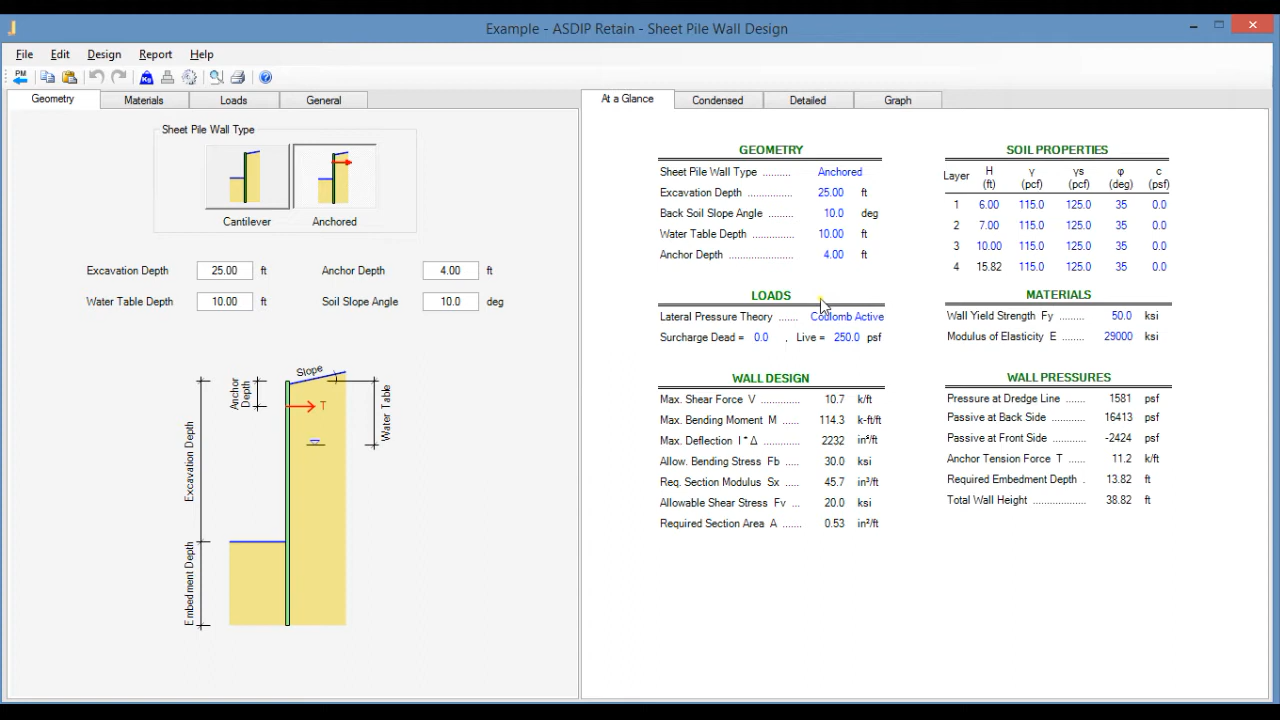 Example - ASDIP Retain - Sheet Pile Wall Design
File Edit Design Report Help
PM
Geometry Materials Loads General
At a Glance Condensed Detailed Graph
Sheet Pile Wall Type
Cantilever Anchored
Excavation Depth 25.00 ft Anchor Depth 4.00 ft
Water Table Depth 10.00 ft Soil Slope Angle 10.0 deg
Slope
Anchor Depth
T
Water Table
Excavation Depth
Embedment Depth
GEOMETRY
Sheet Pile Wall Type ......... Anchored
Excavation Depth ............... 25.00 ft
Back Soil Slope Angle ........ 10.0 deg
Water Table Depth .............. 10.00 ft
Anchor Depth ...................... 4.00 ft
LOADS
Lateral Pressure Theory ....... Coulomb Active
Surcharge Dead = 0.0 , Live = 250.0 psf
WALL DESIGN
Max. Shear Force V ............ 10.7 k/ft
Max. Bending Moment M ...... 114.3 k-ft/ft
Max. Deflection I * Δ ............ 2232 in⁵/ft
Allow. Bending Stress Fb ..... 30.0 ksi
Req. Section Modulus Sx ..... 45.7 in³/ft
Allowable Shear Stress Fv ... 20.0 ksi
Required Section Area A ....... 0.53 in²/ft
SOIL PROPERTIES
Layer H (ft) γ (pcf) γs (pcf) φ (deg) c (psf)
1 6.00 115.0 125.0 35 0.0
2 7.00 115.0 125.0 35 0.0
3 10.00 115.0 125.0 35 0.0
4 15.82 115.0 125.0 35 0.0
MATERIALS
Wall Yield Strength Fy ........... 50.0 ksi
Modulus of Elasticity E .......... 29000 ksi
WALL PRESSURES
Pressure at Dredge Line ....... 1581 psf
Passive at Back Side ............ 16413 psf
Passive at Front Side ............ -2424 psf
Anchor Tension Force T ...... 11.2 k/ft
Required Embedment Depth . 13.82 ft
Total Wall Height ................... 38.82 ft